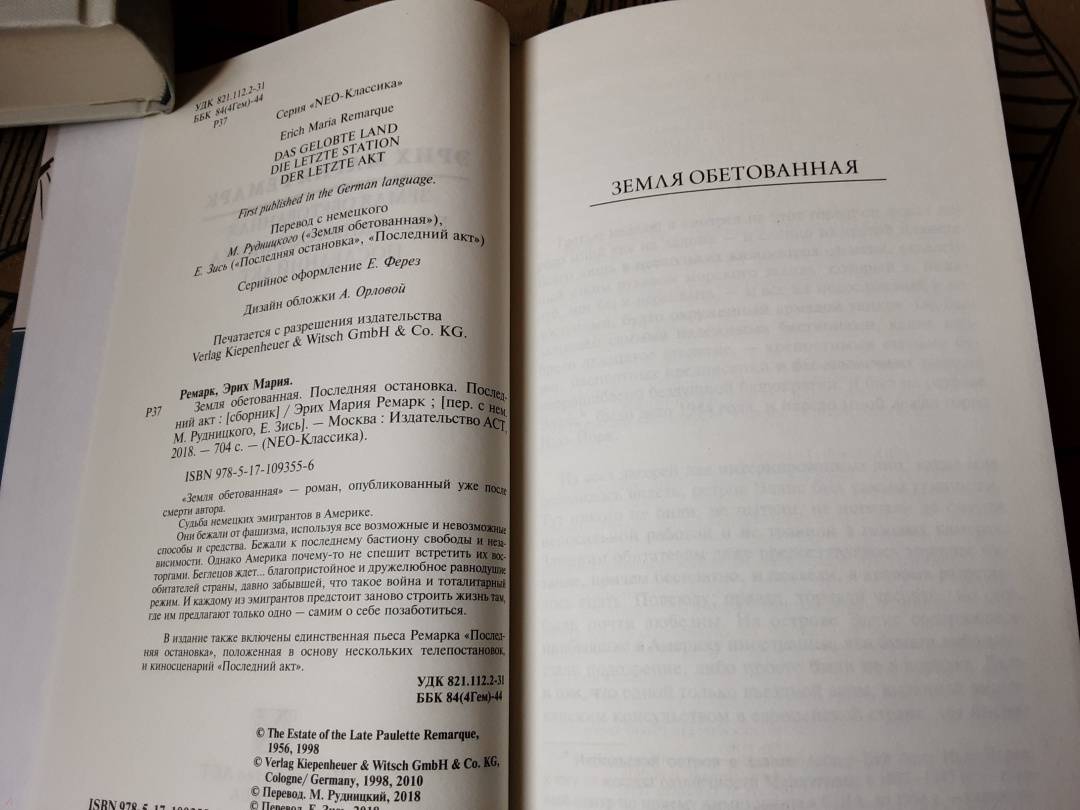 УДК 821.112.2-31
ББК 84(4Гем)-44
Р37
Серия «NEO-Классика»
Erich Maria Remarque
DAS GELOBTE LAND
DIE LETZTE STATION
DER LETZTE AKT
First published in the German language.
Перевод с немецкого
М. Рудницкого («Земля обетованная»),
Е. Зись («Последняя остановка», «Последний акт»)
Серийное оформление Е. Ферез
Дизайн обложки А. Орловой
Печатается с разрешения издательства
Verlag Kiepenheuer & Witsch GmbH & Co. KG.
Ремарк, Эрих Мария.
Р37 Земля обетованная. Последняя остановка. Послед-
ний акт : [сборник] / Эрих Мария Ремарк ; [пер. с нем.
М. Рудницкого, Е. Зись]. — Москва : Издательство АСТ,
2018. — 704 с. — (NEO-Классика).
ISBN 978-5-17-109355-6
«Земля обетованная» — роман, опубликованный уже после
смерти автора.
Судьба немецких эмигрантов в Америке.
Они бежали от фашизма, используя все возможные и невозможные
способы и средства. Бежали к последнему бастиону свободы и неза-
висимости. Однако Америка почему-то не спешит встретить их вос-
торгами. Беглецов ждет... благопристойное и дружелюбное равнодушие
обитателей страны, давно забывшей, что такое война и тоталитарный
режим. И каждому из эмигрантов предстоит заново строить жизнь там,
где им предлагают только одно — самим о себе позаботиться.
В издание также включены единственная пьеса Ремарка «Послед-
няя остановка», положенная в основу нескольких телепостановок,
и киносценарий «Последний акт».
УДК 821.112.2-31
ББК 84(4Гем)-44
© The Estate of the Late Paulette Remarque,
1956, 1998
© Verlag Kiepenheuer & Witsch GmbH & Co. KG,
Cologne/ Germany, 1998, 2010
© Перевод. М. Рудницкий, 2018
© Перевод. Е. Зись, 2018
ISBN 978-5-17-109355
ЗЕМЛЯ ОБЕТОВАННАЯ